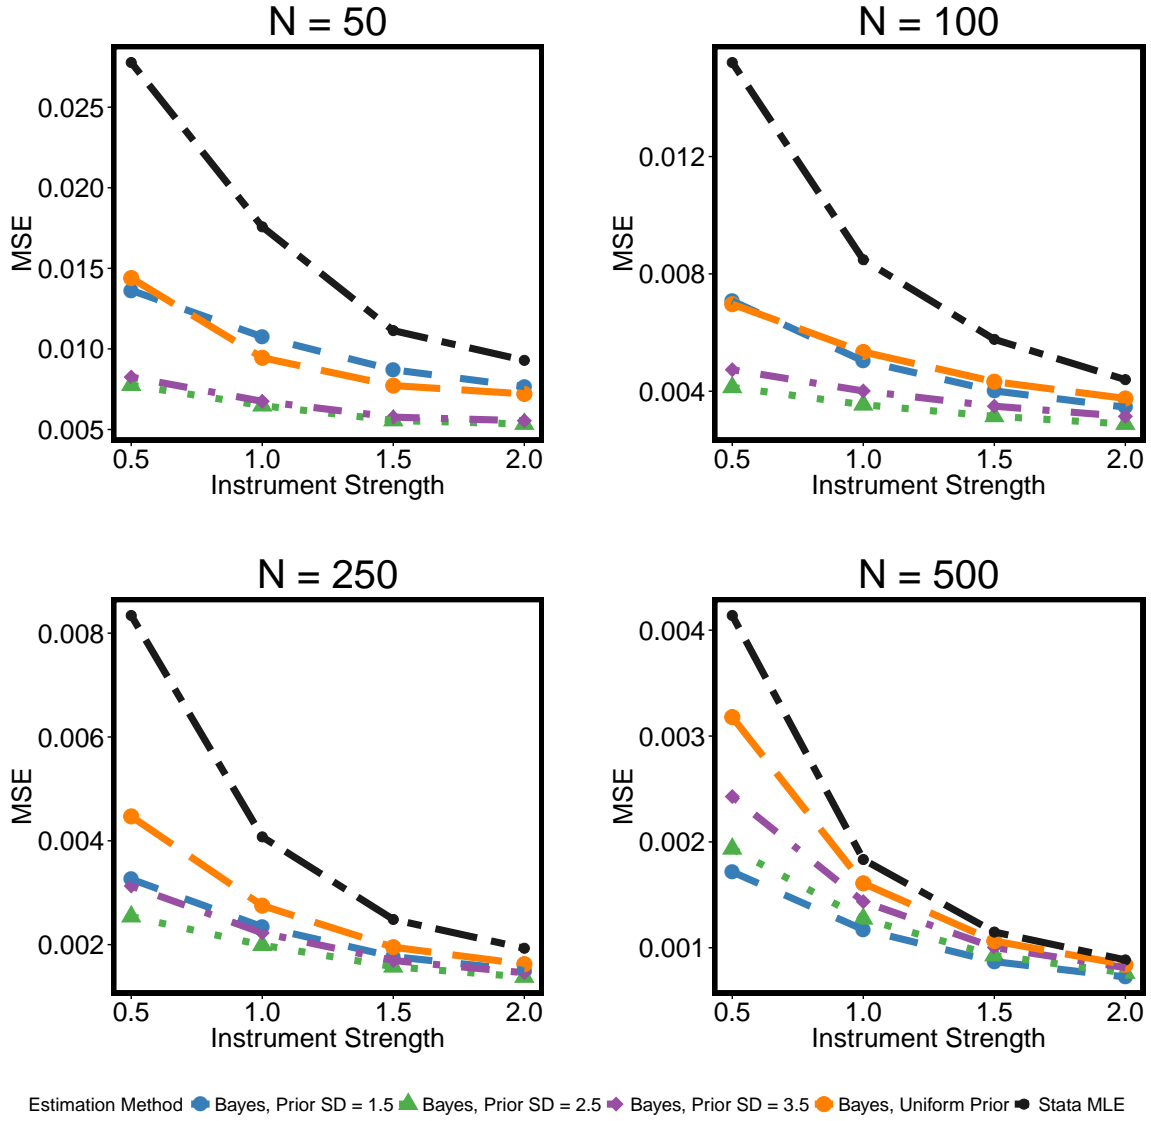 N = 50
N = 100
MSE
0.025
0.020
0.015
0.010
0.005
0.5 1.0 1.5 2.0
Instrument Strength
MSE
0.012
0.008
0.004
0.5 1.0 1.5 2.0
Instrument Strength
N = 250
N = 500
MSE
0.008
0.006
0.004
0.002
0.5 1.0 1.5 2.0
Instrument Strength
MSE
0.004
0.003
0.002
0.001
0.5 1.0 1.5 2.0
Instrument Strength
Estimation Method Bayes, Prior SD = 1.5 Bayes, Prior SD = 2.5 Bayes, Prior SD = 3.5 Bayes, Uniform Prior Stata MLE